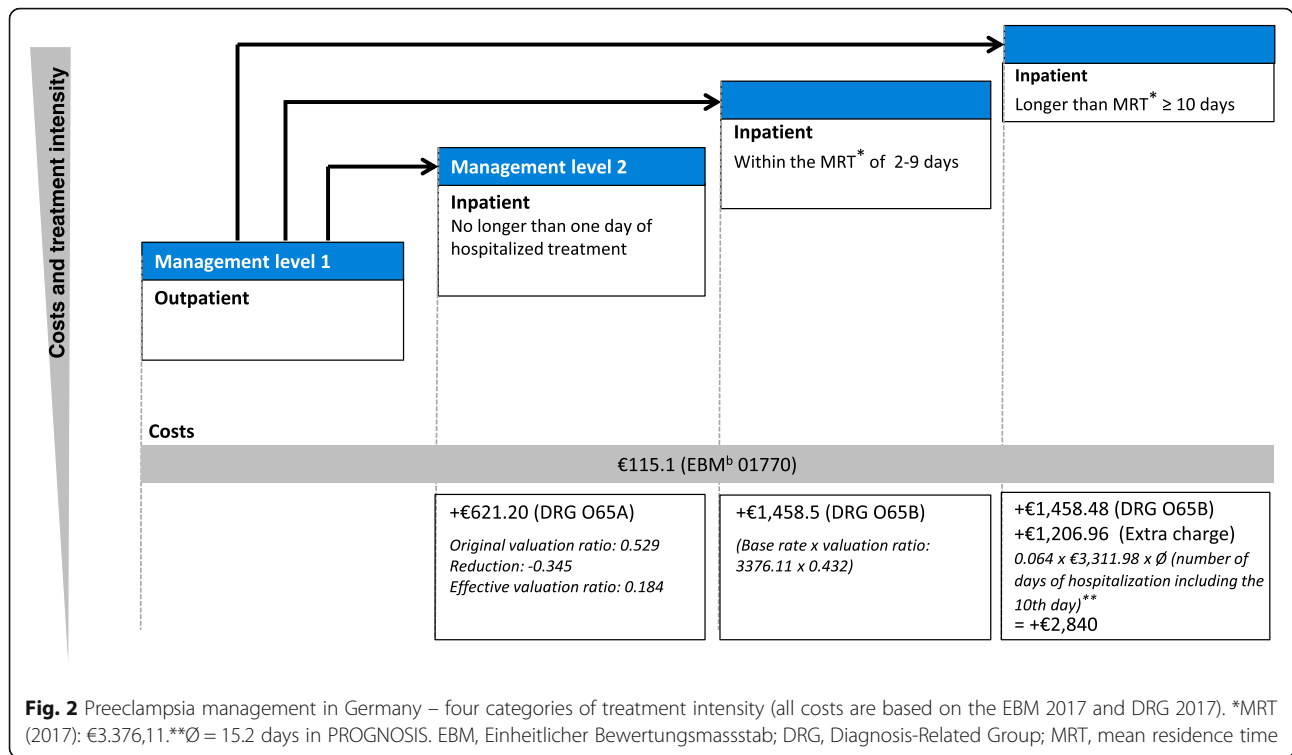 Costs and treatment intensity
Inpatient
Longer than MRT* ≥ 10 days
Inpatient
Within the MRT* of 2-9 days
Management level 2
Inpatient
No longer than one day of
hospitalized treatment
Management level 1
Outpatient
Costs
€115.1 (EBMᵇ 01770)
+€621.20 (DRG O65A)
Original valuation ratio: 0.529
Reduction: -0.345
Effective valuation ratio: 0.184
+€1,458.5 (DRG O65B)
(Base rate x valuation ratio:
3376.11 x 0.432)
+€1,458.48 (DRG O65B)
+€1,206.96 (Extra charge)
0.064 x €3,311.98 x Ø (number of
days of hospitalization including the
10th day)**
= +€2,840
Fig. 2 Preeclampsia management in Germany – four categories of treatment intensity (all costs are based on the EBM 2017 and DRG 2017). *MRT
(2017): €3.376,11.**Ø = 15.2 days in PROGNOSIS. EBM, Einheitlicher Bewertungsmassstab; DRG, Diagnosis-Related Group; MRT, mean residence time